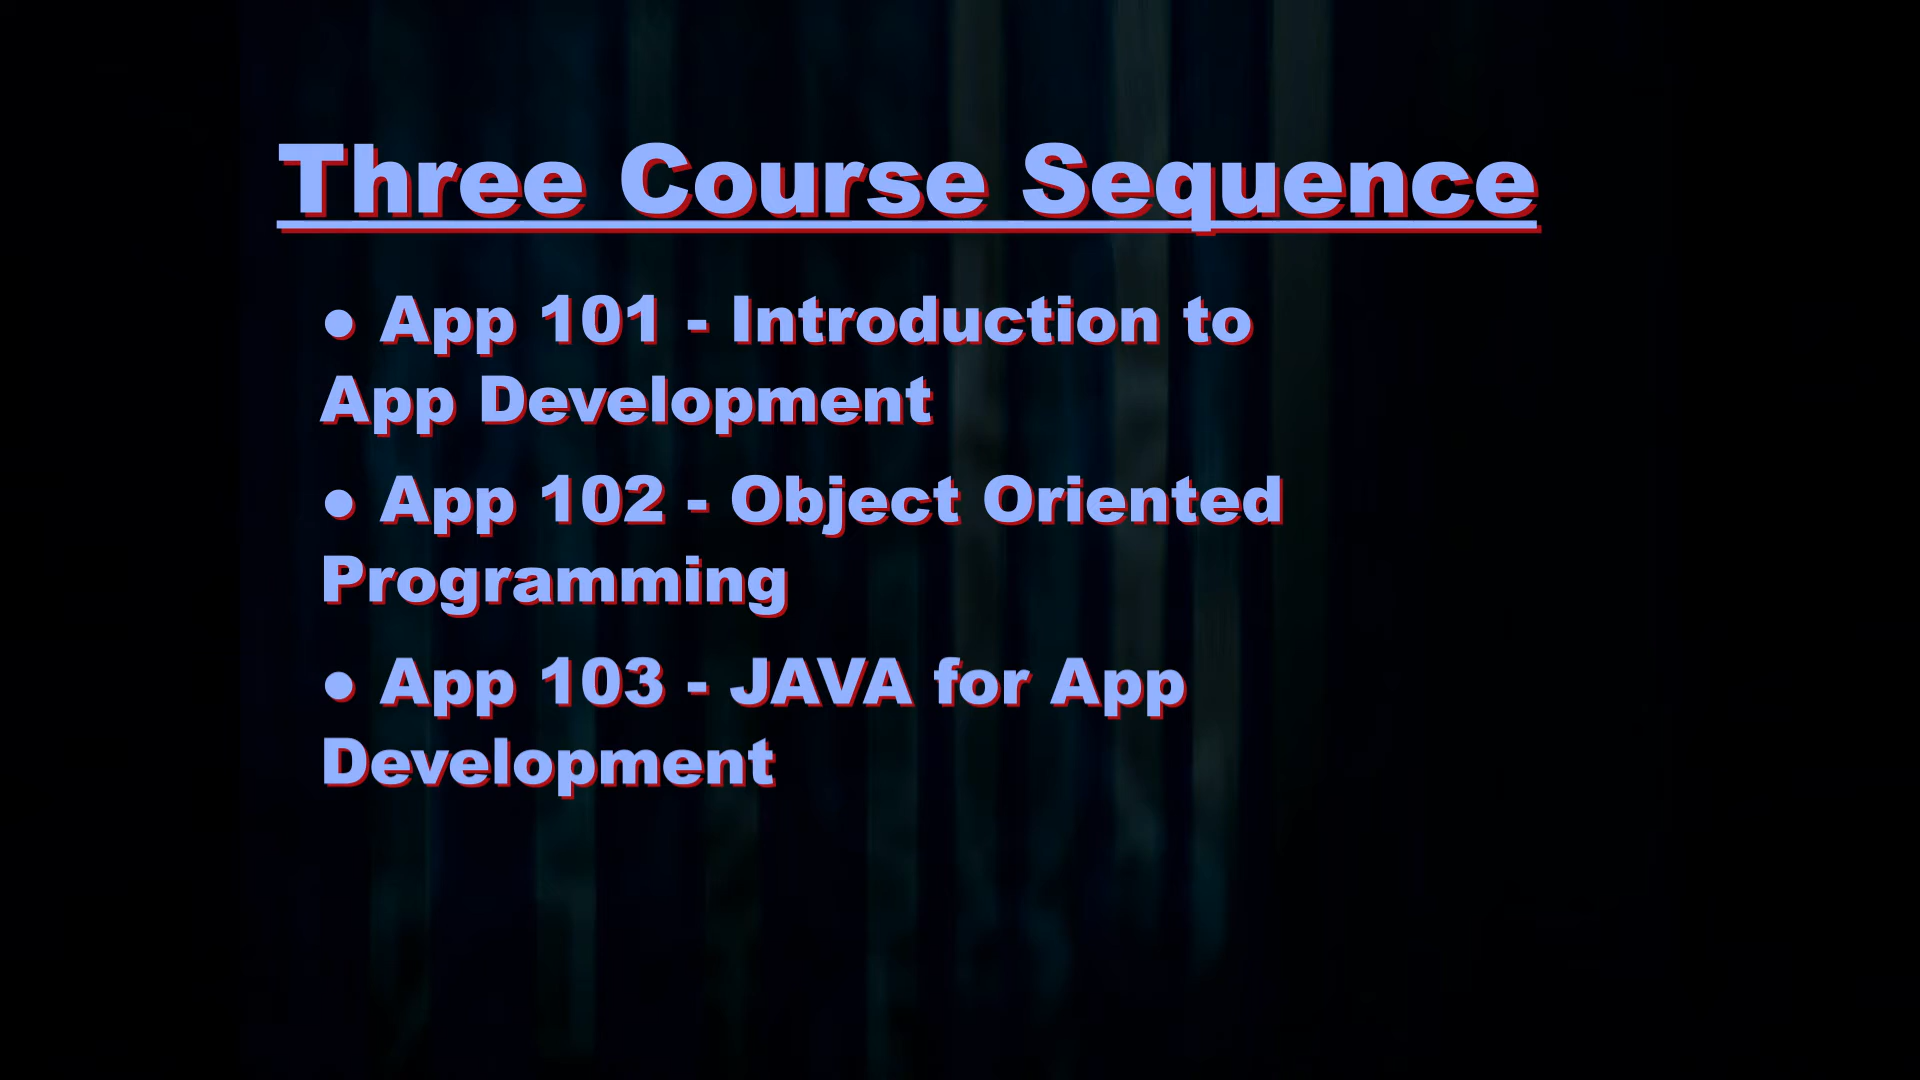 Three Course Sequence
● App 101 - Introduction to
App Development
● App 102 - Object Oriented
Programming
● App 103 - JAVA for App
Development